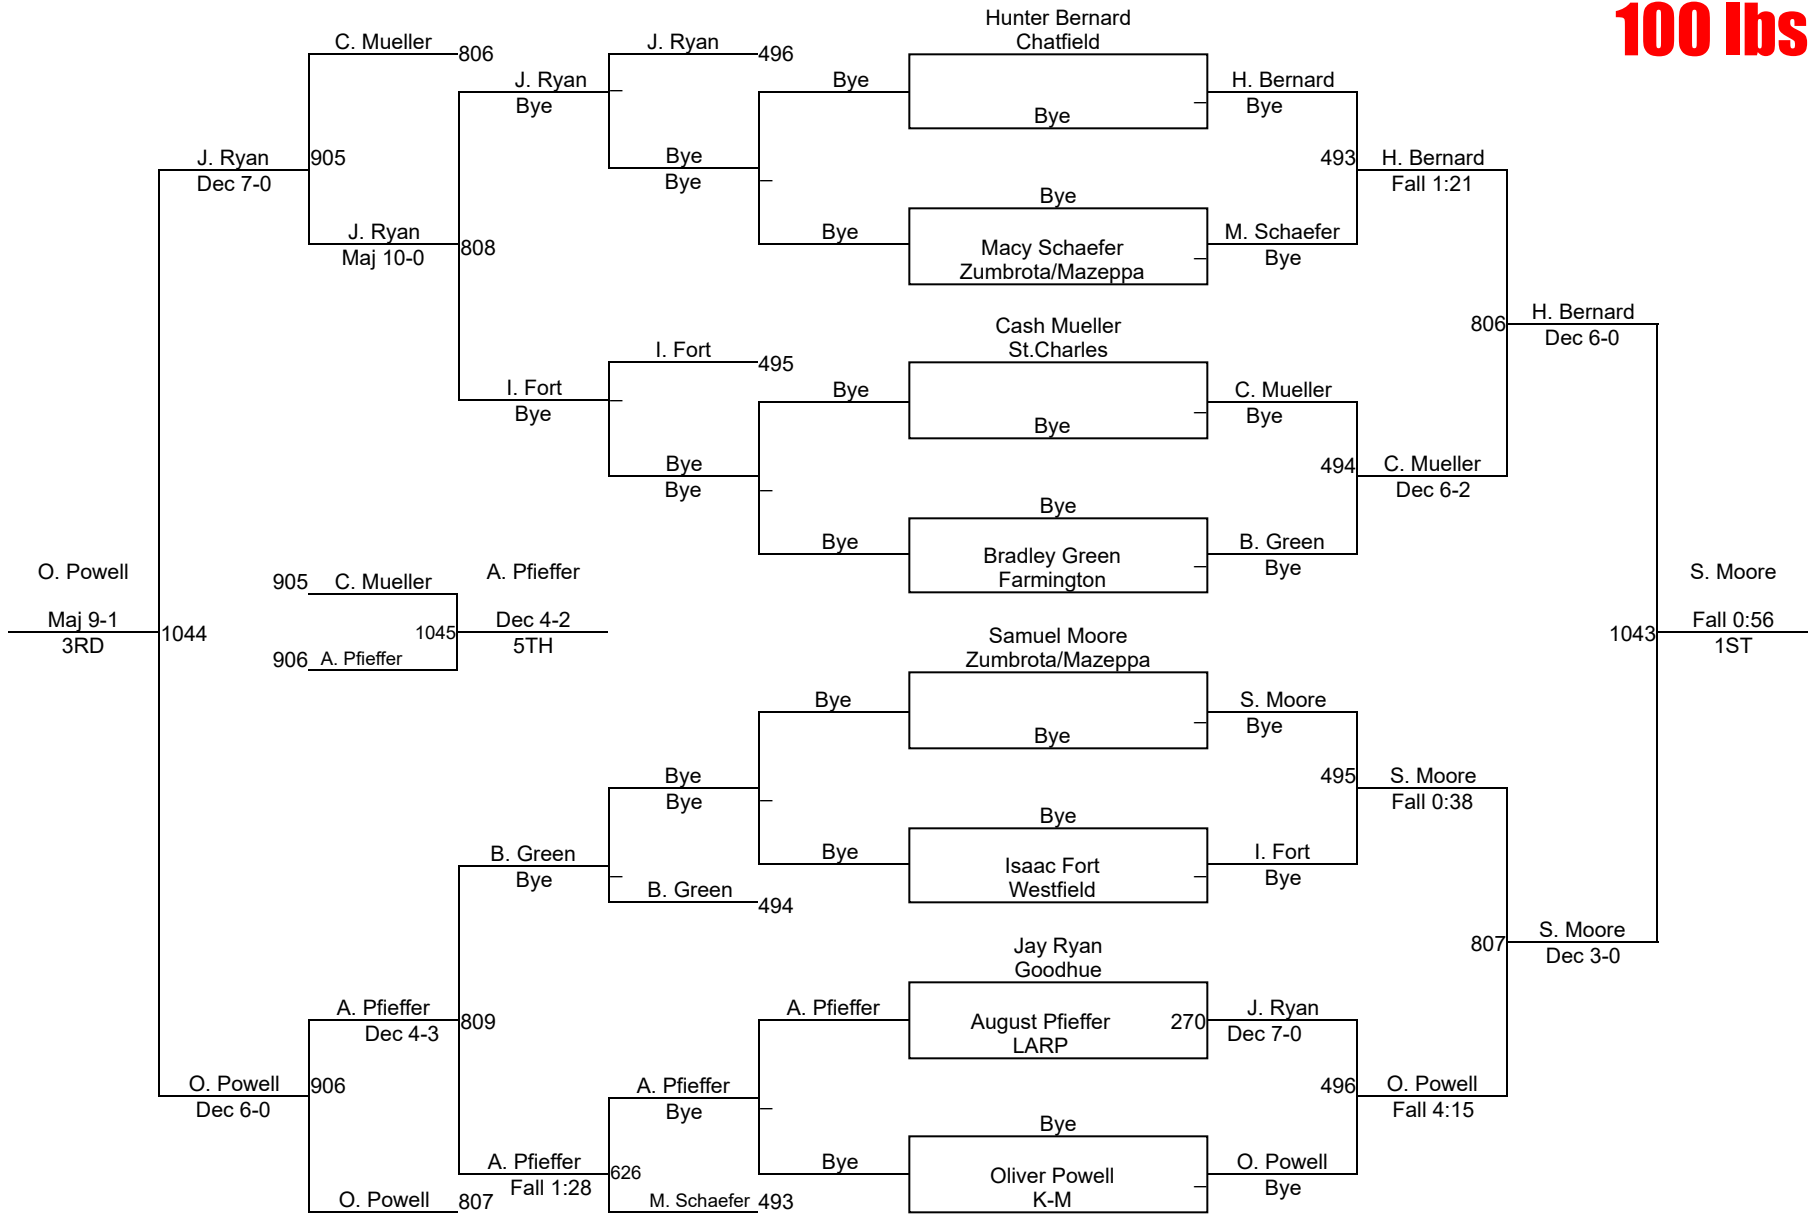 100 lbs
Hunter Bernard
Chatfield
C. Mueller
806
J. Ryan
496
J. Ryan
Bye
Bye
H. Bernard
Bye
Bye
Bye
J. Ryan
Dec 7-0
905
Bye
Bye
493
H. Bernard
Fall 1:21
Bye
J. Ryan
Maj 10-0
808
Bye
Macy Schaefer
Zumbrota/Mazeppa
M. Schaefer
Bye
Cash Mueller
St.Charles
806
H. Bernard
Dec 6-0
I. Fort
495
I. Fort
Bye
Bye
Bye
C. Mueller
Bye
Bye
Bye
494
C. Mueller
Dec 6-2
Bye
Bye
Bradley Green
Farmington
B. Green
Bye
O. Powell
Maj 9-1
3RD
1044
905
C. Mueller
906
A. Pfieffer
1045
A. Pfieffer
Dec 4-2
5TH
Samuel Moore
Zumbrota/Mazeppa
1043
S. Moore
Fall 0:56
1ST
Bye
Bye
S. Moore
Bye
Bye
Bye
495
S. Moore
Fall 0:38
Bye
B. Green
Bye
B. Green
494
Bye
Isaac Fort
Westfield
I. Fort
Bye
Jay Ryan
Goodhue
807
S. Moore
Dec 3-0
A. Pfieffer
Dec 4-3
809
A. Pfieffer
August Pfieffer
LARP
270
J. Ryan
Dec 7-0
O. Powell
Dec 6-0
906
A. Pfieffer
Bye
496
O. Powell
Fall 4:15
Bye
A. Pfieffer
Fall 1:28
626
Bye
Oliver Powell
K-M
O. Powell
Bye
O. Powell
807
M. Schaefer
493